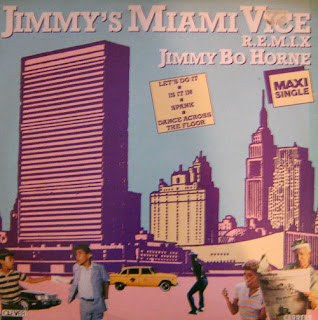 JIMMY'S MIAMI VICE
R.E.M.I.X
JIMMY BO HORNE
LET'S DO IT
IS IT IN
SPANK
DANCE ACROSS
THE FLOOR
MAXI
SINGLE